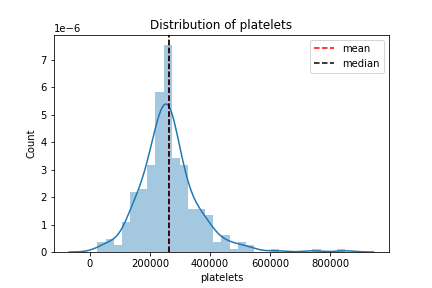 Distribution of platelets
1e−6
7
6
5
4
3
2
1
0
Count
mean
median
0
200000
400000
600000
800000
platelets